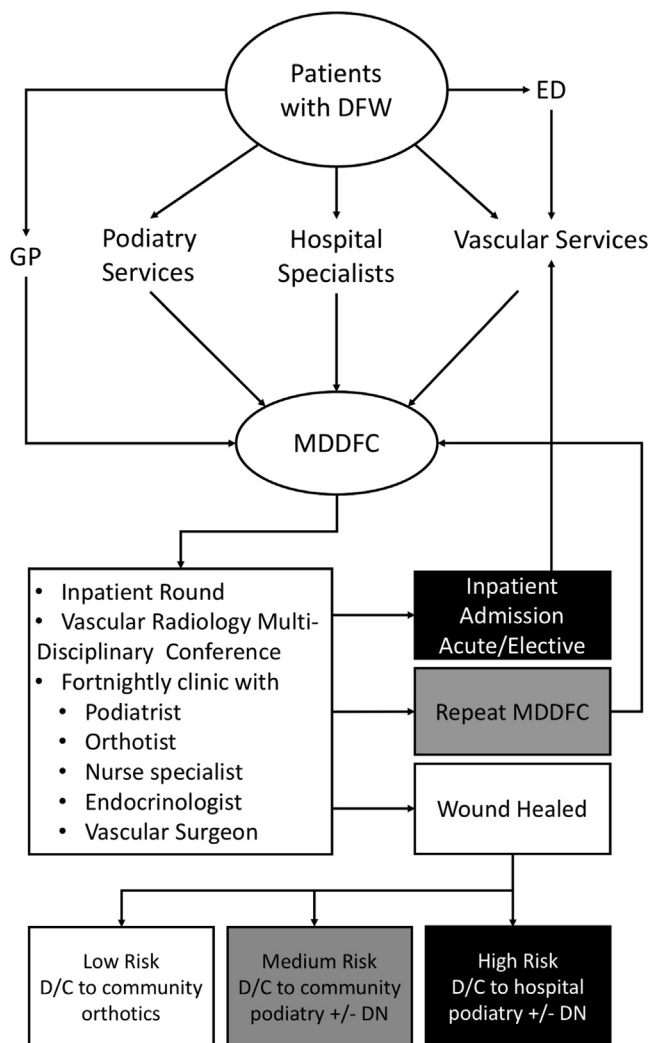 Patients
with DFW
ED
GP
Podiatry
Services
Hospital
Specialists
Vascular Services
MDDFC
• Inpatient Round
• Vascular Radiology Multi-
Disciplinary Conference
• Fortnightly clinic with
• Podiatrist
• Orthotist
• Nurse specialist
• Endocrinologist
• Vascular Surgeon
Inpatient
Admission
Acute/Elective
Repeat MDDFC
Wound Healed
Low Risk
D/C to community
orthotics
Medium Risk
D/C to community
podiatry +/- DN
High Risk
D/C to hospital
podiatry +/- DN